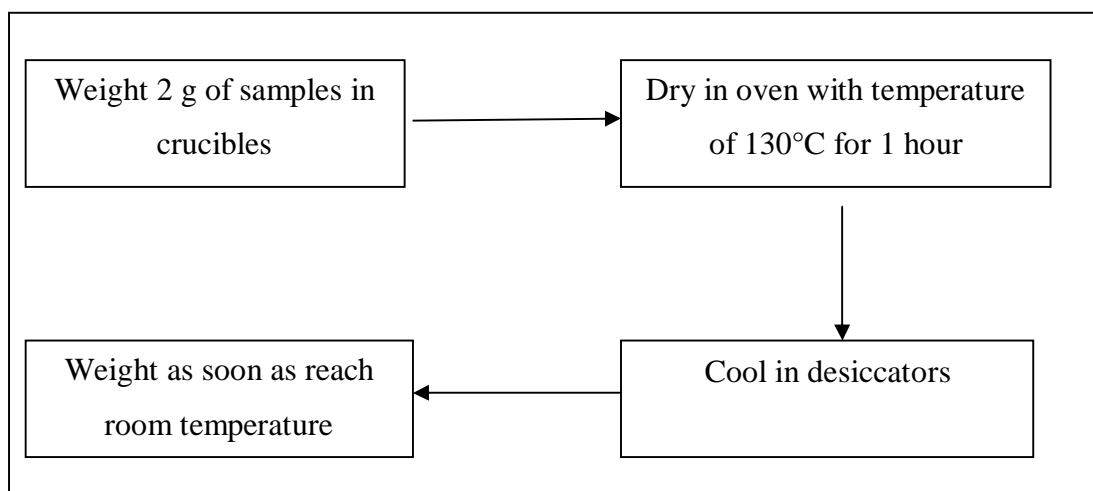 Weight 2 g of samples in
crucibles
Dry in oven with temperature
of 130°C for 1 hour
Cool in desiccators
Weight as soon as reach
room temperature